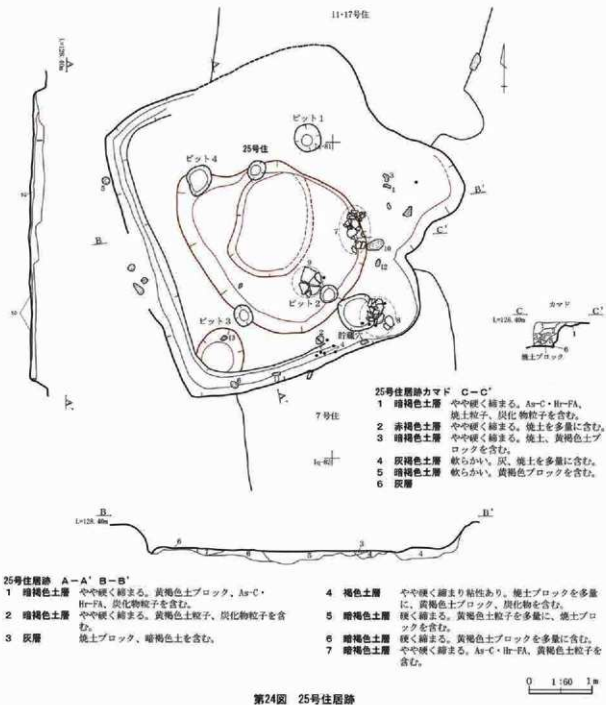 11・17号住
L=128.40m
ピット1
25号住
ピット4
3
1
B'
7
C'
B
10
12
9
ピット2
8
ピット3
貯蔵穴
13
4
7号住
カマド
C C'
L=128.40m
1
6
焼土ブロック
25号住居跡カマド C-C'
1 暗褐色土層 やや硬く締まる。As-C・Hr-FA、
焼土粒子、炭化物粒子を含む。
2 赤褐色土層 やや硬く締まる。焼土を多量に含む。
3 暗褐色土層 やや硬く締まる。焼土、黄褐色土ブ
ロックを含む。
4 灰褐色土層 軟らかい。灰、焼土を多量に含む。
5 暗褐色土層 軟らかい。黄褐色ブロックを含む。
6 灰層
B B'
L=128.40m
6 3
7 6 5 4 4
25号住居跡 A-A' B-B'
1 暗褐色土層 やや硬く締まる。黄褐色土ブロック、As-C・
Hr-FA、炭化物粒子を含む。
2 暗褐色土層 やや硬く締まる。黄褐色土粒子、炭化物粒子を含
む。
3 灰層 焼土ブロック、暗褐色土を含む。
4 褐色土層 やや硬く締まり粘性あり。焼土ブロックを多量
に、黄褐色土ブロック、炭化物を含む。
5 暗褐色土層 硬く締まる。黄褐色土粒子を多量に、焼土ブロッ
クを含む。
6 暗褐色土層 硬く締まる。黄褐色土ブロックを多量に含む。
7 暗褐色土層 やや硬く締まる。As-C・Hr-FA、黄褐色土粒子を
含む。
0 1:60 1m
第24図 25号住居跡